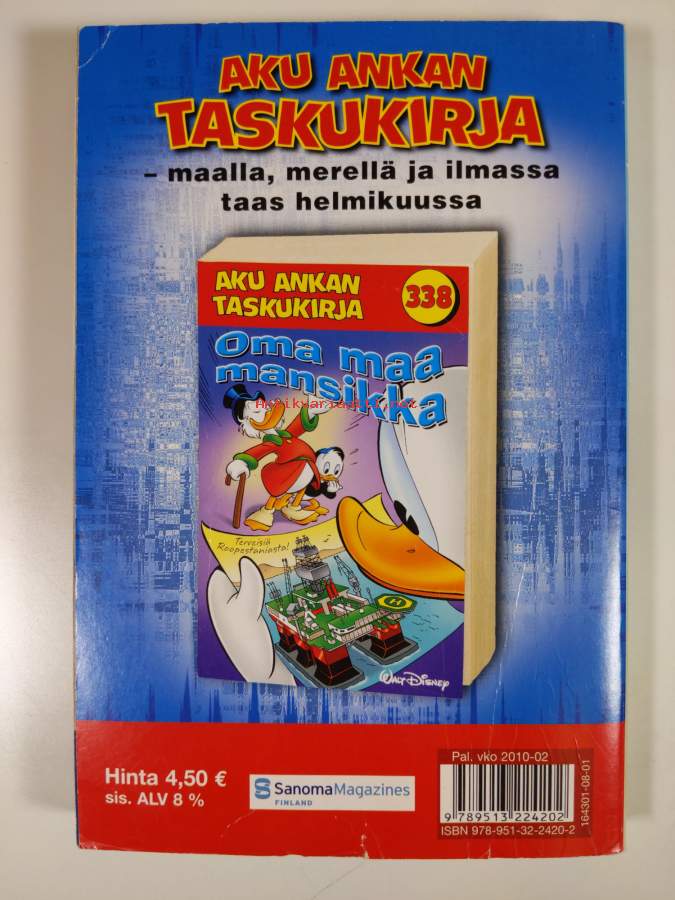 AKU ANKAN
TASKUKIRJA
– maalla, merellä ja ilmassa
taas helmikuussa
AKU ANKAN
TASKUKIRJA
338
Oma maa
mansikka
Antikvariaatti.net
Terveisiä
Roopestaniasta!
H
WALT DISNEY
Hinta 4,50 €
sis. ALV 8 %
S SanomaMagazines
FINLAND
Pal. vko 2010-02
9 789513 224202
ISBN 978-951-32-2420-2
164301-08-01